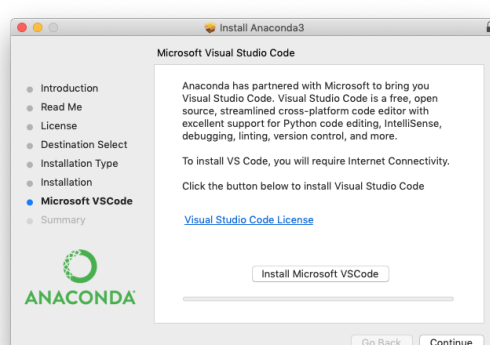 Install Anaconda3
Microsoft Visual Studio Code
Introduction
Read Me
License
Destination Select
Installation Type
Installation
Microsoft VSCode
Summary
ANACONDA
Anaconda has partnered with Microsoft to bring you
Visual Studio Code. Visual Studio Code is a free, open
source, streamlined cross-platform code editor with
excellent support for Python code editing, IntelliSense,
debugging, linting, version control, and more.
To install VS Code, you will require Internet Connectivity.
Click the button below to install Visual Studio Code
Visual Studio Code License
Install Microsoft VSCode
Go Back
Continue